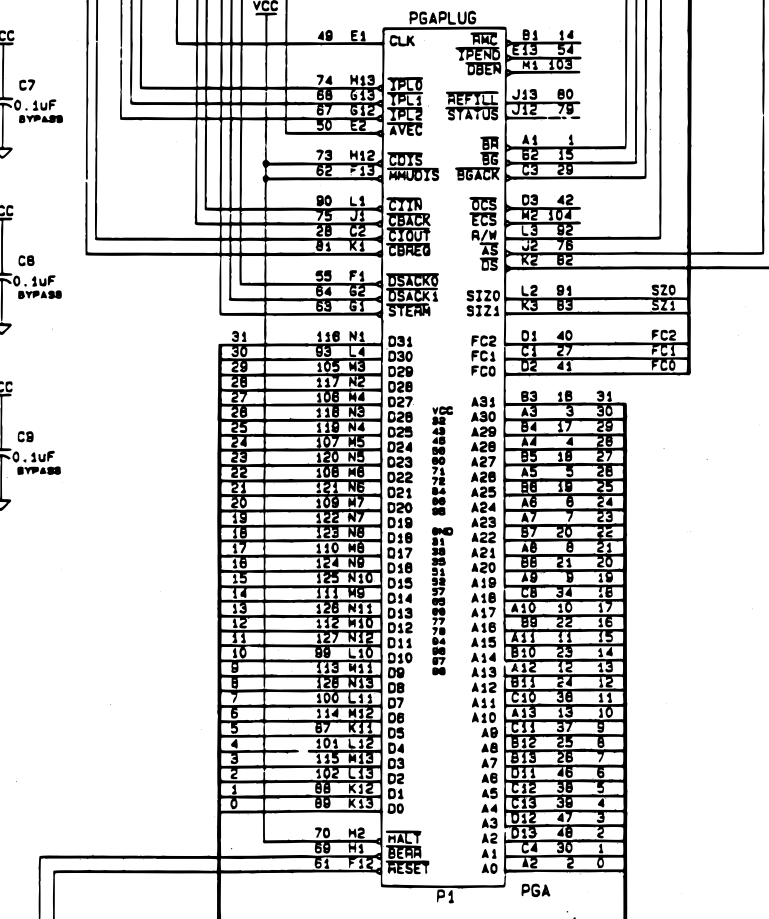 VCC
PGAPLUG
CC
C7
0.1uF
BYPASS
CC
C8
0.1uF
BYPASS
CC
C9
0.1uF
BYPASS
49 E1 CLK
74 H13 IPL0
68 G13 IPL1
67 G12 IPL2
50 E2 AVEC
73 H12 CDIS
62 F13 MMUDIS
90 L1 CIIN
75 J1 CBACK
28 C2 CIOUT
81 K1 CBREQ
55 F1 DSACK0
64 G2 DSACK1
63 G1 STERM
31 116 N1 D31
30 93 L4 D30
29 105 M3 D29
28 117 N2 D28
27 106 M4 D27
26 118 N3 D26
25 119 N4 D25
24 107 M5 D24
23 120 N5 D23
22 108 M6 D22
21 121 N6 D21
20 109 M7 D20
19 122 N7 D19
18 123 N8 D18
17 110 M8 D17
16 124 N9 D16
15 125 N10 D15
14 111 M9 D14
13 126 N11 D13
12 112 M10 D12
11 127 N12 D11
10 99 L10 D10
9 113 M11 D9
8 128 N13 D8
7 100 L11 D7
6 114 M12 D6
5 87 K11 D5
4 101 L12 D4
3 115 M13 D3
2 102 L13 D2
1 88 K12 D1
0 89 K13 D0
70 H2 HALT
69 H1 BERR
61 F12 RESET
VCC
GND
RMC B1 14
IPEND E13 54
DBEN M1 103
REFILL J13 80
STATUS J12 79
BR A1 1
BG B2 15
BGACK C3 29
OCS D3 42
ECS M2 104
R/W L3 92
AS J2 76
DS K2 82
SIZ0 L2 91 SZ0
SIZ1 K3 83 SZ1
FC2 D1 40 FC2
FC1 C1 27 FC1
FC0 D2 41 FC0
A31 B3 16 31
A30 A3 3 30
A29 B4 17 29
A28 A4 4 28
A27 B5 18 27
A26 A5 5 26
A25 B6 19 25
A24 A6 6 24
A23 A7 7 23
A22 B7 20 22
A21 A8 8 21
A20 B8 21 20
A19 A9 9 19
A18 C8 34 18
A17 A10 10 17
A16 B9 22 16
A15 A11 11 15
A14 B10 23 14
A13 A12 12 13
A12 B11 24 12
A11 C10 36 11
A10 A13 13 10
A9 C11 37 9
A8 B12 25 8
A7 B13 26 7
A6 D11 46 6
A5 C12 38 5
A4 C13 39 4
A3 D12 47 3
A2 D13 48 2
A1 C4 30 1
A0 A2 2 0
P1 PGA